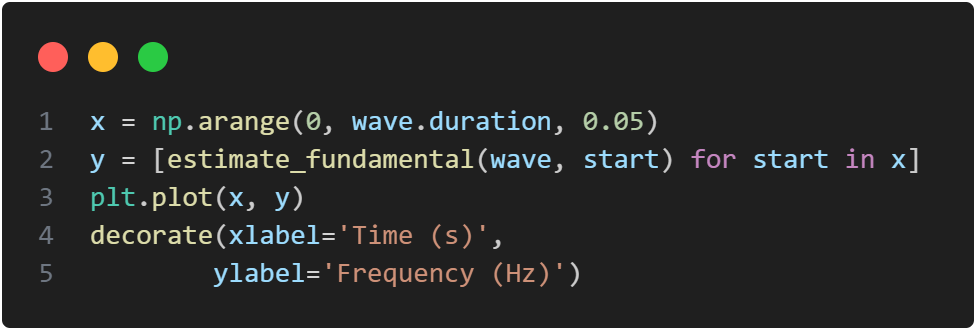 1 x = np.arange(0, wave.duration, 0.05)
2 y = [estimate_fundamental(wave, start) for start in x]
3 plt.plot(x, y)
4 decorate(xlabel='Time (s)',
5         ylabel='Frequency (Hz)')